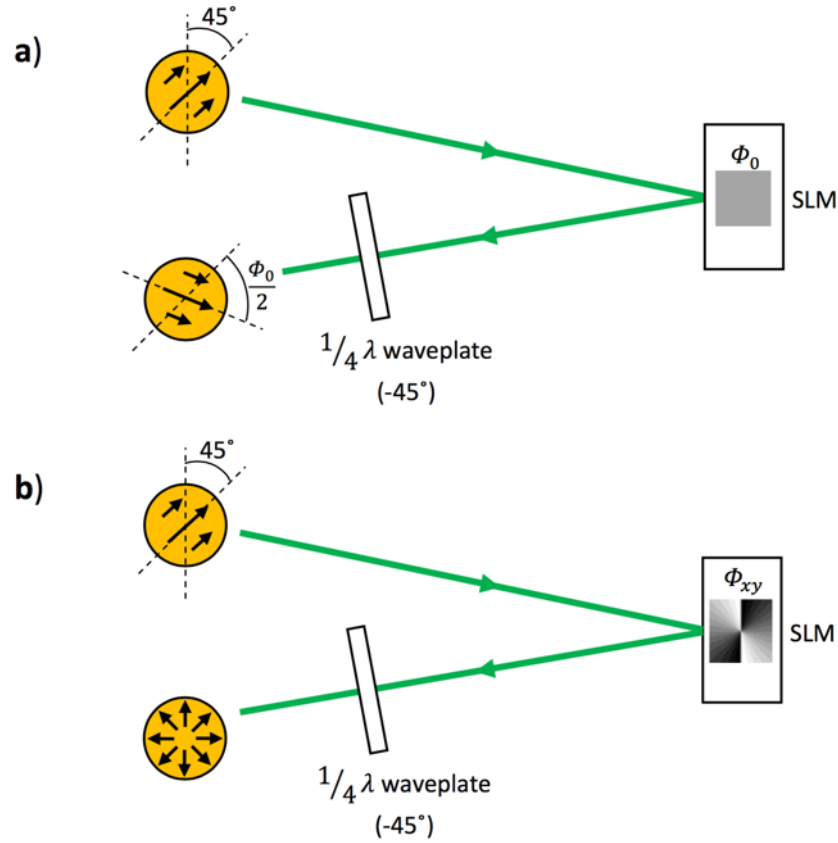 a)
45˚
Φ₀
SLM
Φ₀/2
1/4 λ waveplate
(-45˚)
b)
45˚
Φxy
SLM
1/4 λ waveplate
(-45˚)